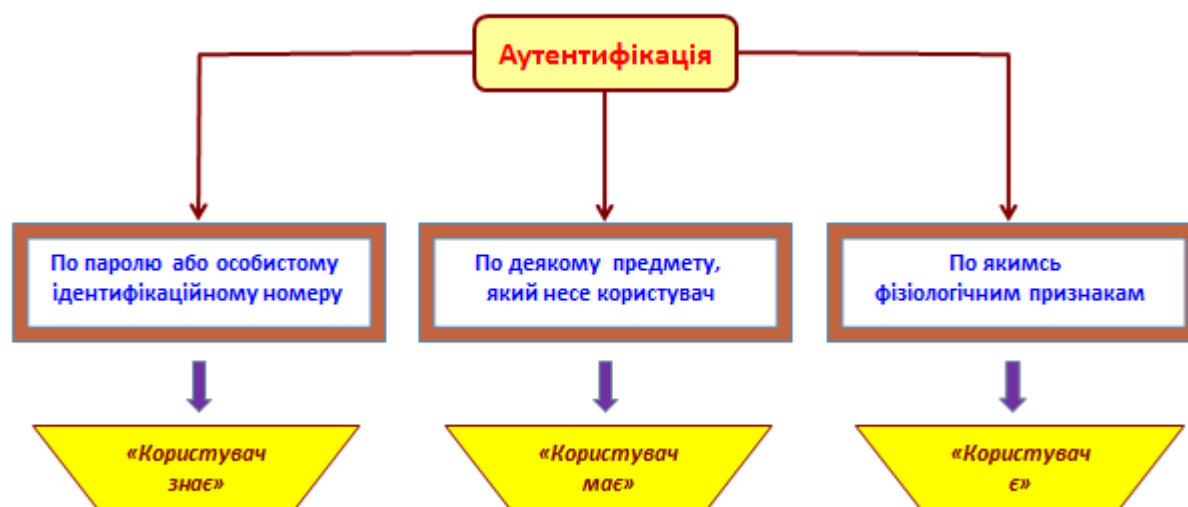 Аутентифікація
По паролю або особистому
ідентифікаційному номеру
По деякому предмету,
який несе користувач
По якимсь
фізіологічним признакам
«Користувач
знає»
«Користувач
має»
«Користувач
є»